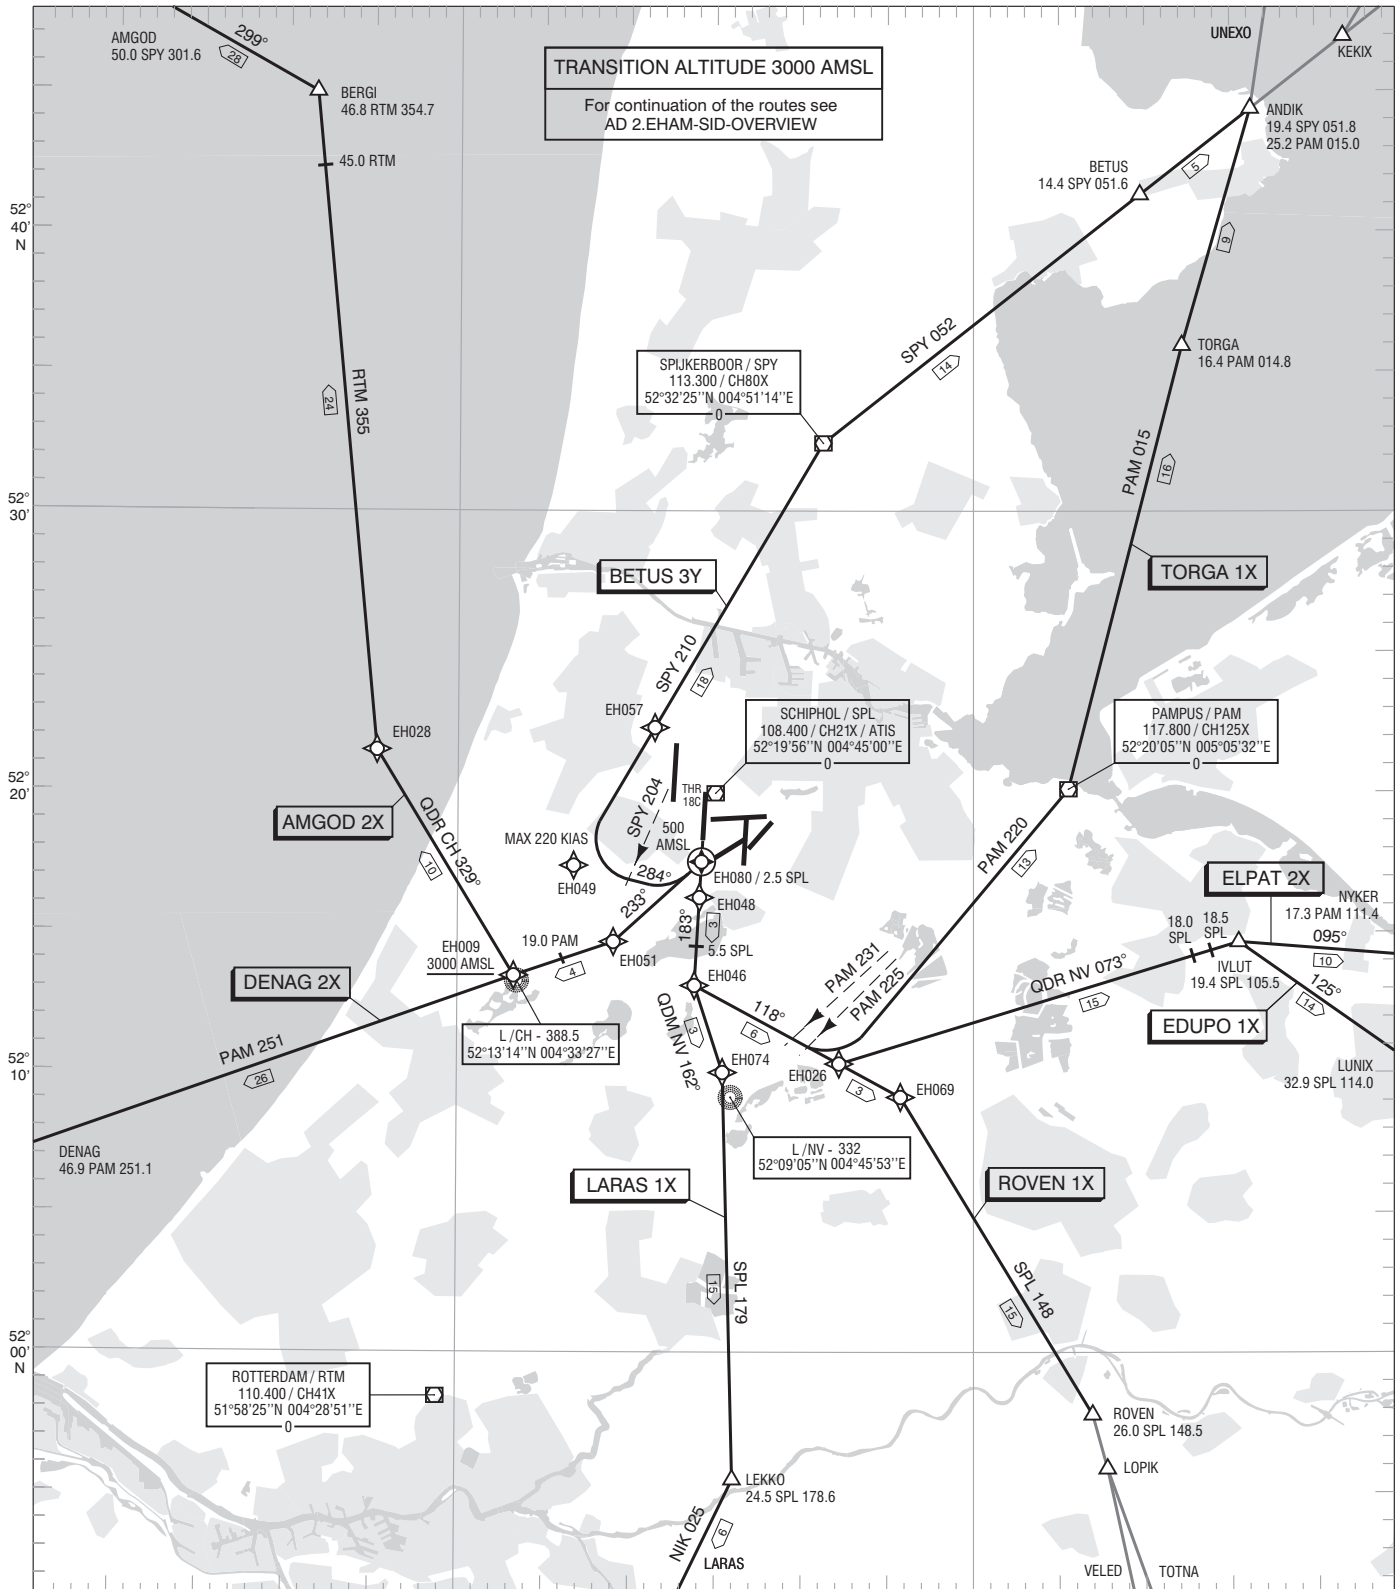 AMGOD
50.0 SPY 301.6
299°
28
BERGI
46.8 RTM 354.7
45.0 RTM
TRANSITION ALTITUDE 3000 AMSL
For continuation of the routes see
AD 2.EHAM-SID-OVERVIEW
UNEXO
KEKIX
ANDIK
19.4 SPY 051.8
25.2 PAM 015.0
BETUS
14.4 SPY 051.6
5
9
52°
40'
N
SPY 052
14
TORGA
16.4 PAM 014.8
SPIJKERBOOR / SPY
113.300 / CH80X
52°32'25''N 004°51'14''E
0
RTM 355
24
PAM 015
16
52°
30'
BETUS 3Y
TORGA 1X
SPY 210
18
EH057
EH028
SCHIPHOL / SPL
108.400 / CH21X / ATIS
52°19'56''N 004°45'00''E
0
PAMPUS / PAM
117.800 / CH125X
52°20'05''N 005°05'32''E
0
52°
20'
THR
18C
SPY 204
500
AMSL
AMGOD 2X
QDR CH 329°
10
MAX 220 KIAS
EH049
284°
EH080 / 2.5 SPL
PAM 220
13
ELPAT 2X
NYKER
17.3 PAM 111.4
EH048
233°
183°
3
18.0
SPL
18.5
SPL
095°
10
EH009
3000 AMSL
19.0 PAM
EH051
5.5 SPL
4
EH046
PAM 231
PAM 225
QDR NV 073°
15
IVLUT
19.4 SPL 105.5
125°
14
DENAG 2X
EDUPO 1X
L /CH - 388.5
52°13'14''N 004°33'27''E
QDM NV 162°
3
118°
6
EH074
EH026
3
EH069
PAM 251
26
52°
10'
LUNIX
32.9 SPL 114.0
DENAG
46.9 PAM 251.1
L /NV - 332
52°09'05''N 004°45'53''E
LARAS 1X
ROVEN 1X
SPL 179
15
SPL 148
15
52°
00'
N
ROTTERDAM / RTM
110.400 / CH41X
51°58'25''N 004°28'51''E
0
ROVEN
26.0 SPL 148.5
LOPIK
LEKKO
24.5 SPL 178.6
NIK 025
6
LARAS
VELED
TOTNA